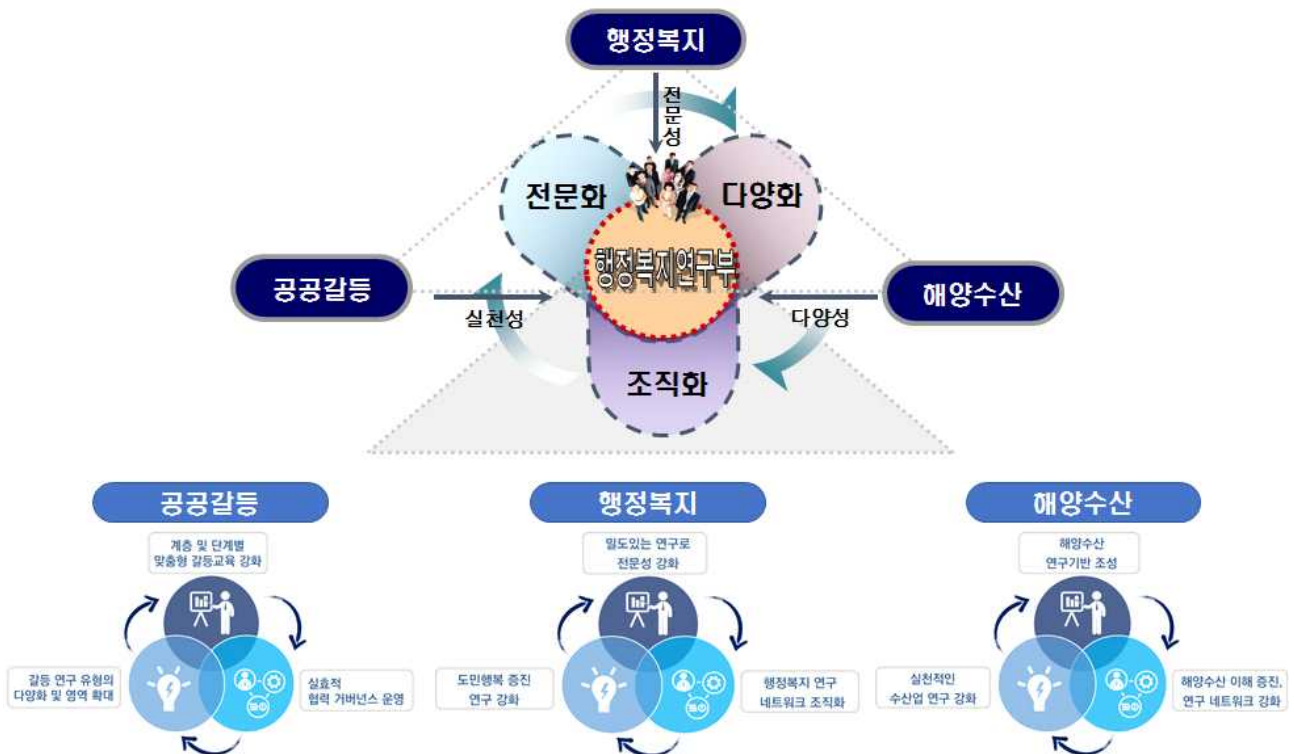 행정복지
전문성
전문화
다양화
행정복지연구부
공공갈등
해양수산
실천성
다양성
조직화
공공갈등
계층 및 단계별
맞춤형 갈등교육 강화
갈등 연구 유형의
다양화 및 영역 확대
실효적
협력 거버넌스 운영
행정복지
밀도있는 연구로
전문성 강화
도민행복 증진
연구 강화
행정복지 연구
네트워크 조직화
해양수산
해양수산
연구기반 조성
실천적인
수산업 연구 강화
해양수산 이해 증진,
연구 네트워크 강화